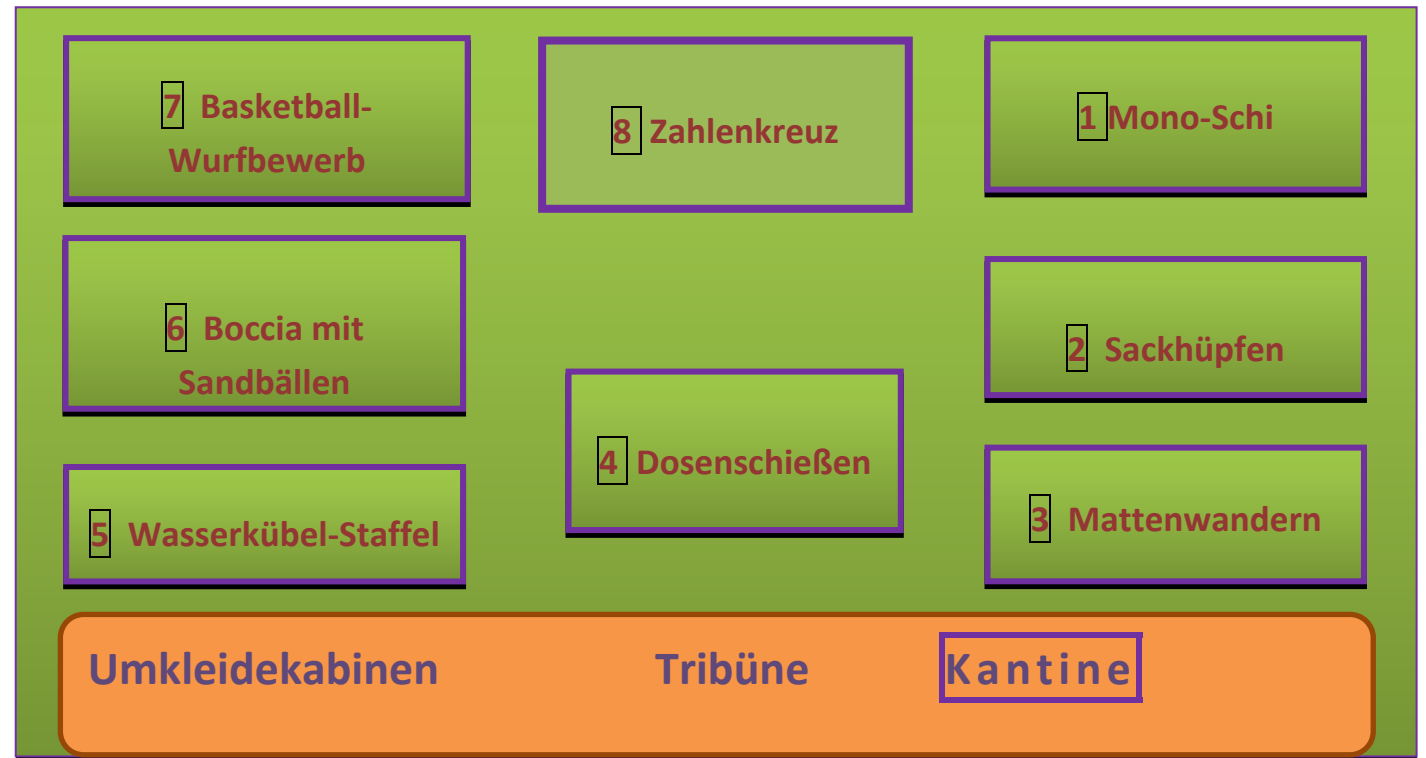 7 Basketball-
Wurfbewerb
8 Zahlenkreuz
1 Mono-Schi
6 Boccia mit
Sandbällen
2 Sackhüpfen
4 Dosenschießen
5 Wasserkübel-Staffel
3 Mattenwandern
Umkleidekabinen Tribüne Kantine